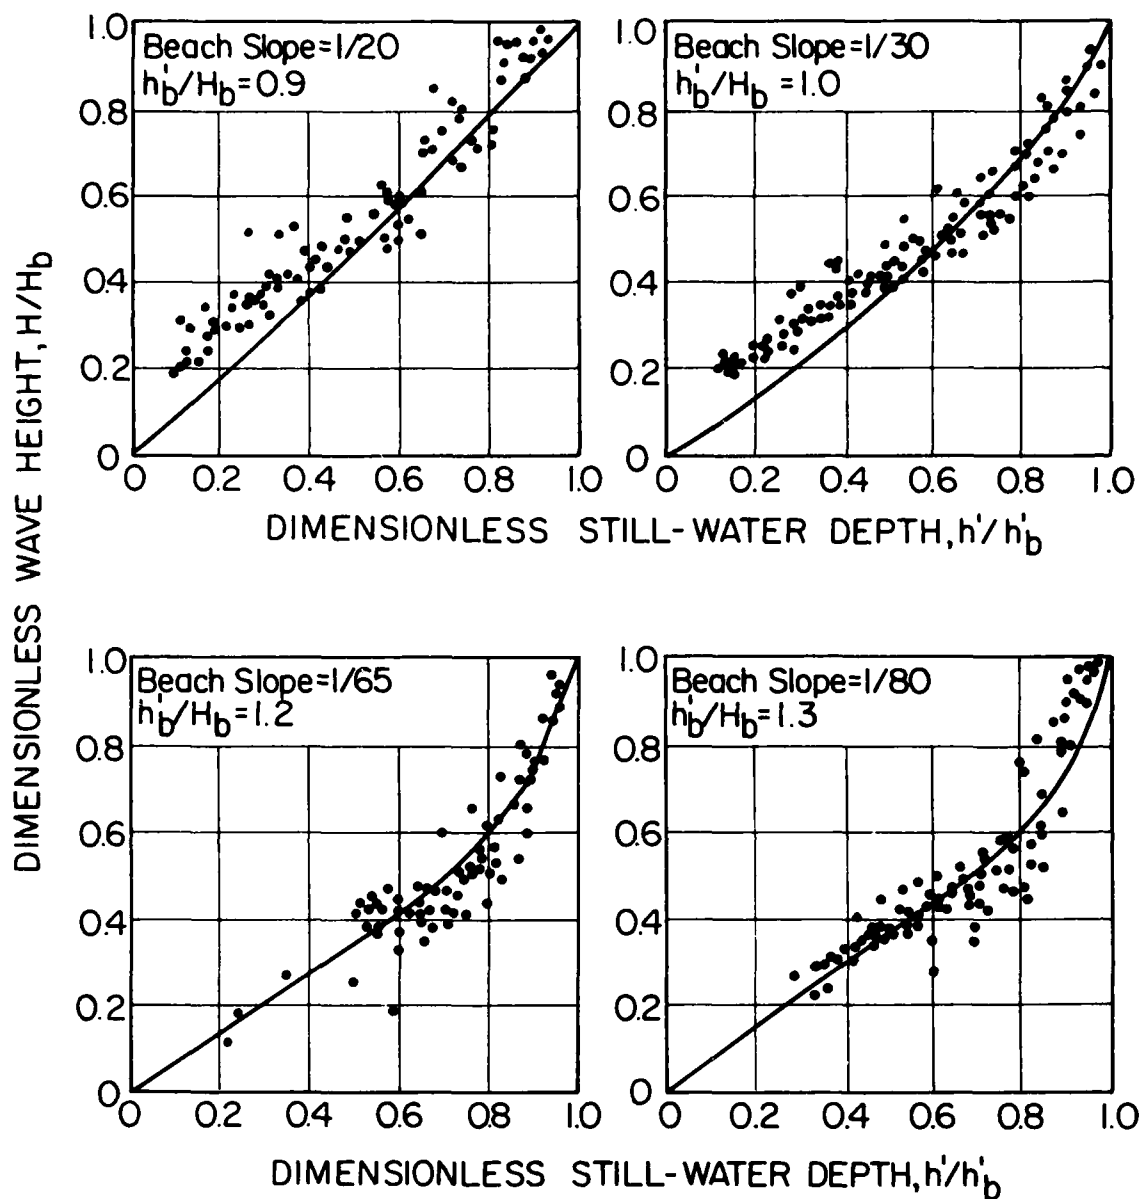 DIMENSIONLESS WAVE HEIGHT, H/Hb
Beach Slope=1/20
h'b/Hb=0.9
1.0
0.8
0.6
0.4
0.2
0
0 0.2 0.4 0.6 0.8 1.0
Beach Slope=1/30
h'b/Hb=1.0
1.0
0.8
0.6
0.4
0.2
0
0 0.2 0.4 0.6 0.8 1.0
DIMENSIONLESS STILL-WATER DEPTH, h'/h'b
Beach Slope=1/65
h'b/Hb=1.2
1.0
0.8
0.6
0.4
0.2
0
0 0.2 0.4 0.6 0.8 1.0
Beach Slope=1/80
h'b/Hb=1.3
1.0
0.8
0.6
0.4
0.2
0
0 0.2 0.4 0.6 0.8 1.0
DIMENSIONLESS STILL-WATER DEPTH, h'/h'b